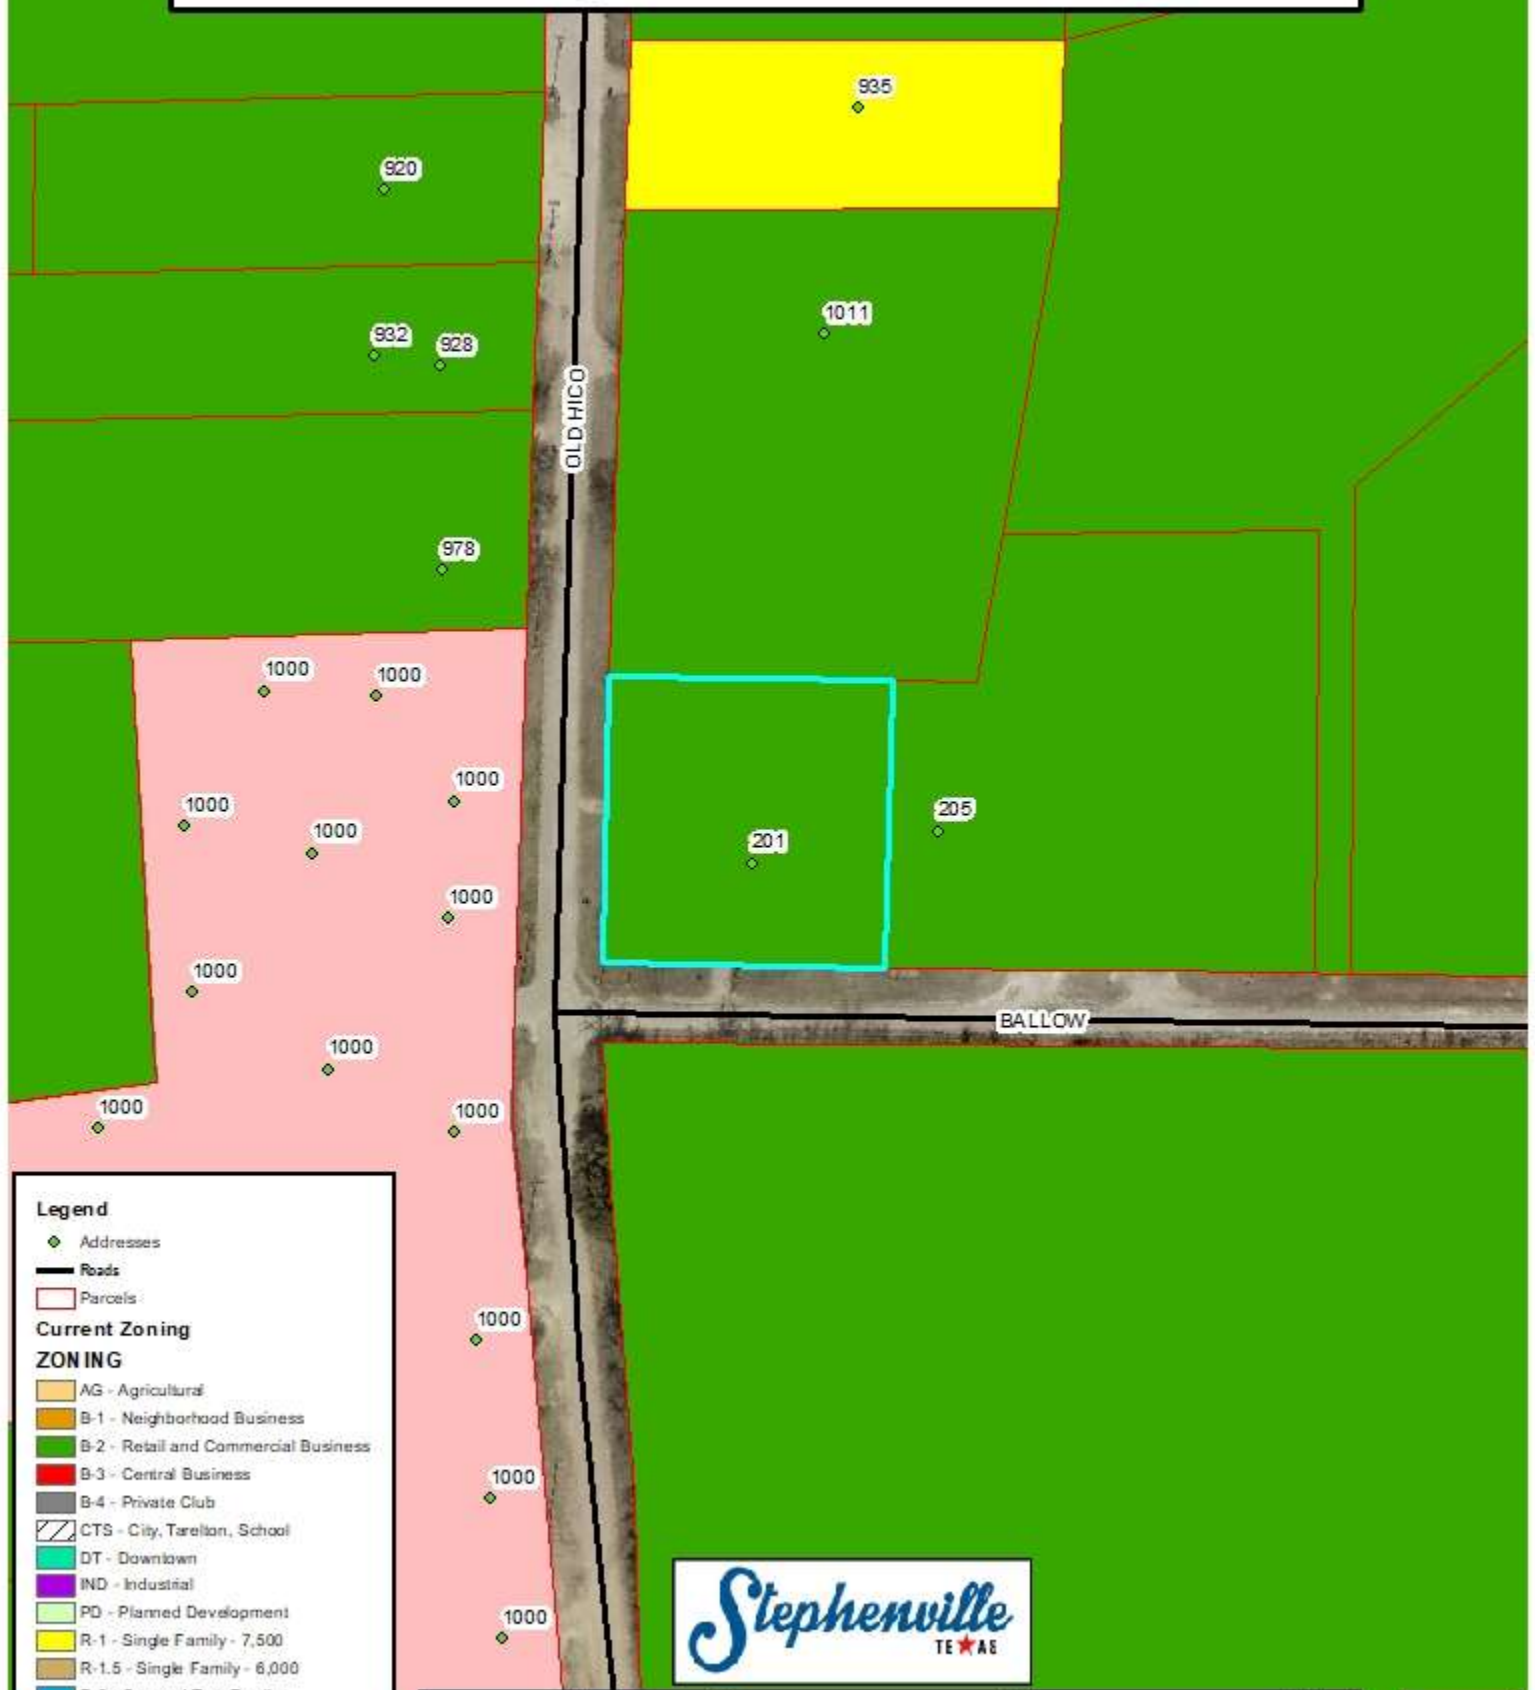 935
920
1011
932
928
OLD HICO
978
1000
1000
1000
1000
1000
205
201
1000
1000
BALLOW
1000
1000
1000
Legend
Addresses
Roads
Parcels
Current Zoning
ZONING
AG - Agricultural
B-1 - Neighborhood Business
B-2 - Retail and Commercial Business
B-3 - Central Business
B-4 - Private Club
CTS - City, Tarelton, School
DT - Downtown
IND - Industrial
PD - Planned Development
R-1 - Single Family - 7,500
R-1.5 - Single Family - 6,000
1000
1000
1000
Stephenville
TEXAS